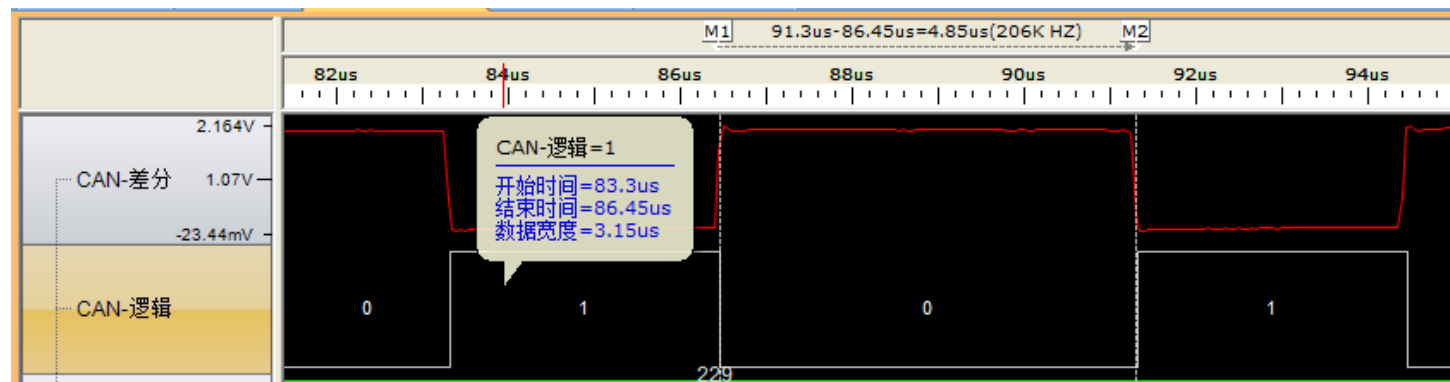 M1 91.3us-86.45us=4.85us(206K HZ) M2
82us 84us 86us 88us 90us 92us 94us
2.164V
CAN-差分 1.07V
-23.44mV
CAN-逻辑=1
开始时间=83.3us
结束时间=86.45us
数据宽度=3.15us
CAN-逻辑 0 1 0 1
229